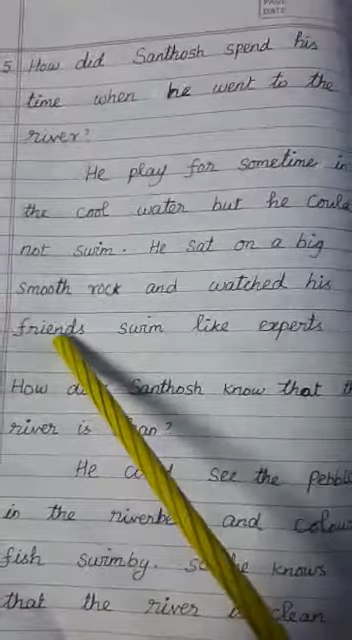 PAGE
DATE
5. How did Santhosh spend his
time when he went to the
river?
He play for sometime in
the cool water but he could
not swim. He sat on a big
smooth rock and watched his
friends swim like experts
How Santhosh know that
river is
He see the
in the and
fish swimby. knows
that the river clean